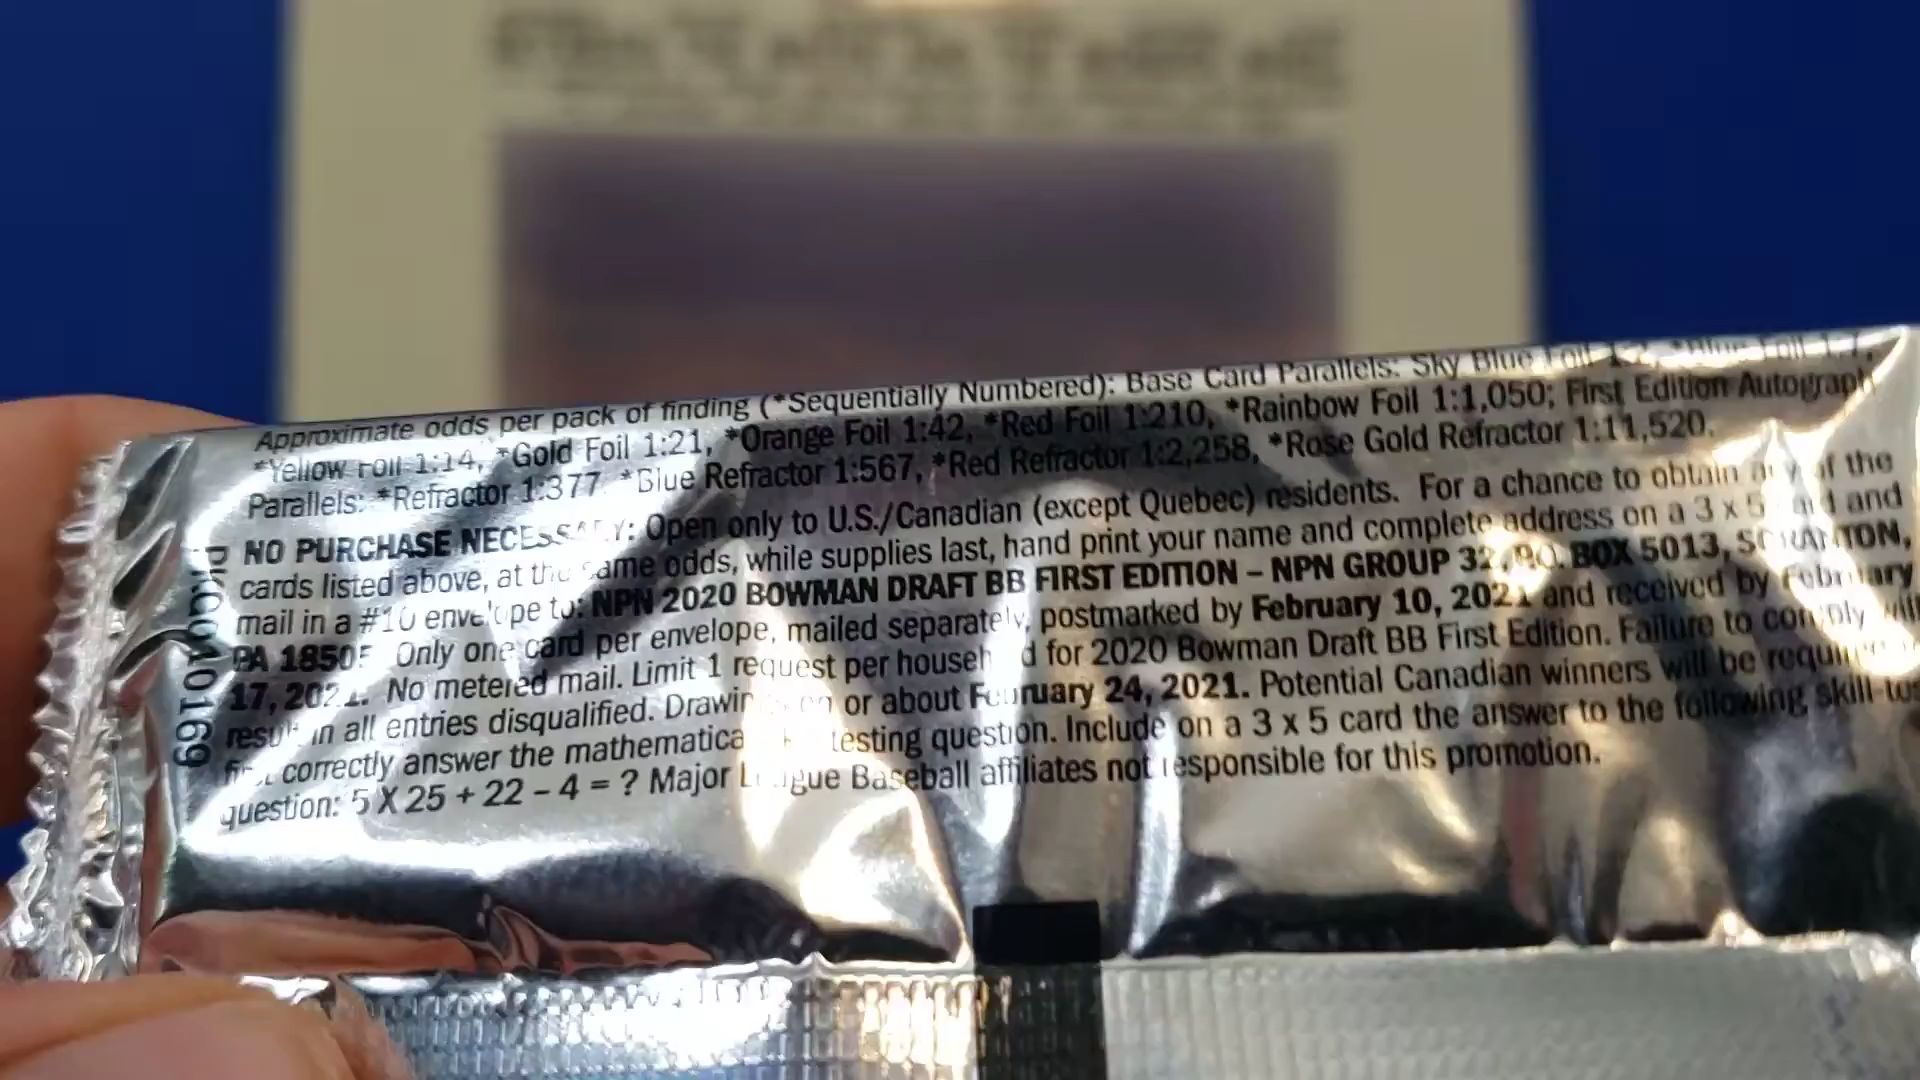 Approximate odds per pack of finding (*Sequentially Numbered): Base Card Parallels: Sky Blue Foil
*Yellow Foil 1:14, *Gold Foil 1:21, *Orange Foil 1:42, *Red Foil 1:210, *Rainbow Foil 1:1,050; First Edition Autograph
Parallels: *Refractor 1:377, *Blue Refractor 1:567, *Red Refractor 1:2,258, *Rose Gold Refractor 1:11,520.
NO PURCHASE NECESSARY: Open only to U.S./Canadian (except Quebec) residents. For a chance to obtain any of the
cards listed above, at the same odds, while supplies last, hand print your name and complete address on a 3 x 5 card and
mail in a #10 envelope to: NPN 2020 BOWMAN DRAFT BB FIRST EDITION – NPN GROUP 32, P.O. BOX 5013, SCRANTON,
PA 18505. Only one card per envelope, mailed separately, postmarked by February 10, 2021 and received by February
17, 2021. No metered mail. Limit 1 request per household for 2020 Bowman Draft BB First Edition. Failure to comply will
result in all entries disqualified. Drawing on or about February 24, 2021. Potential Canadian winners will be required
first correctly answer the mathematical testing question. Include on a 3 x 5 card the answer to the following
question: 5 X 25 + 22 – 4 = ? Major League Baseball affiliates not responsible for this promotion.